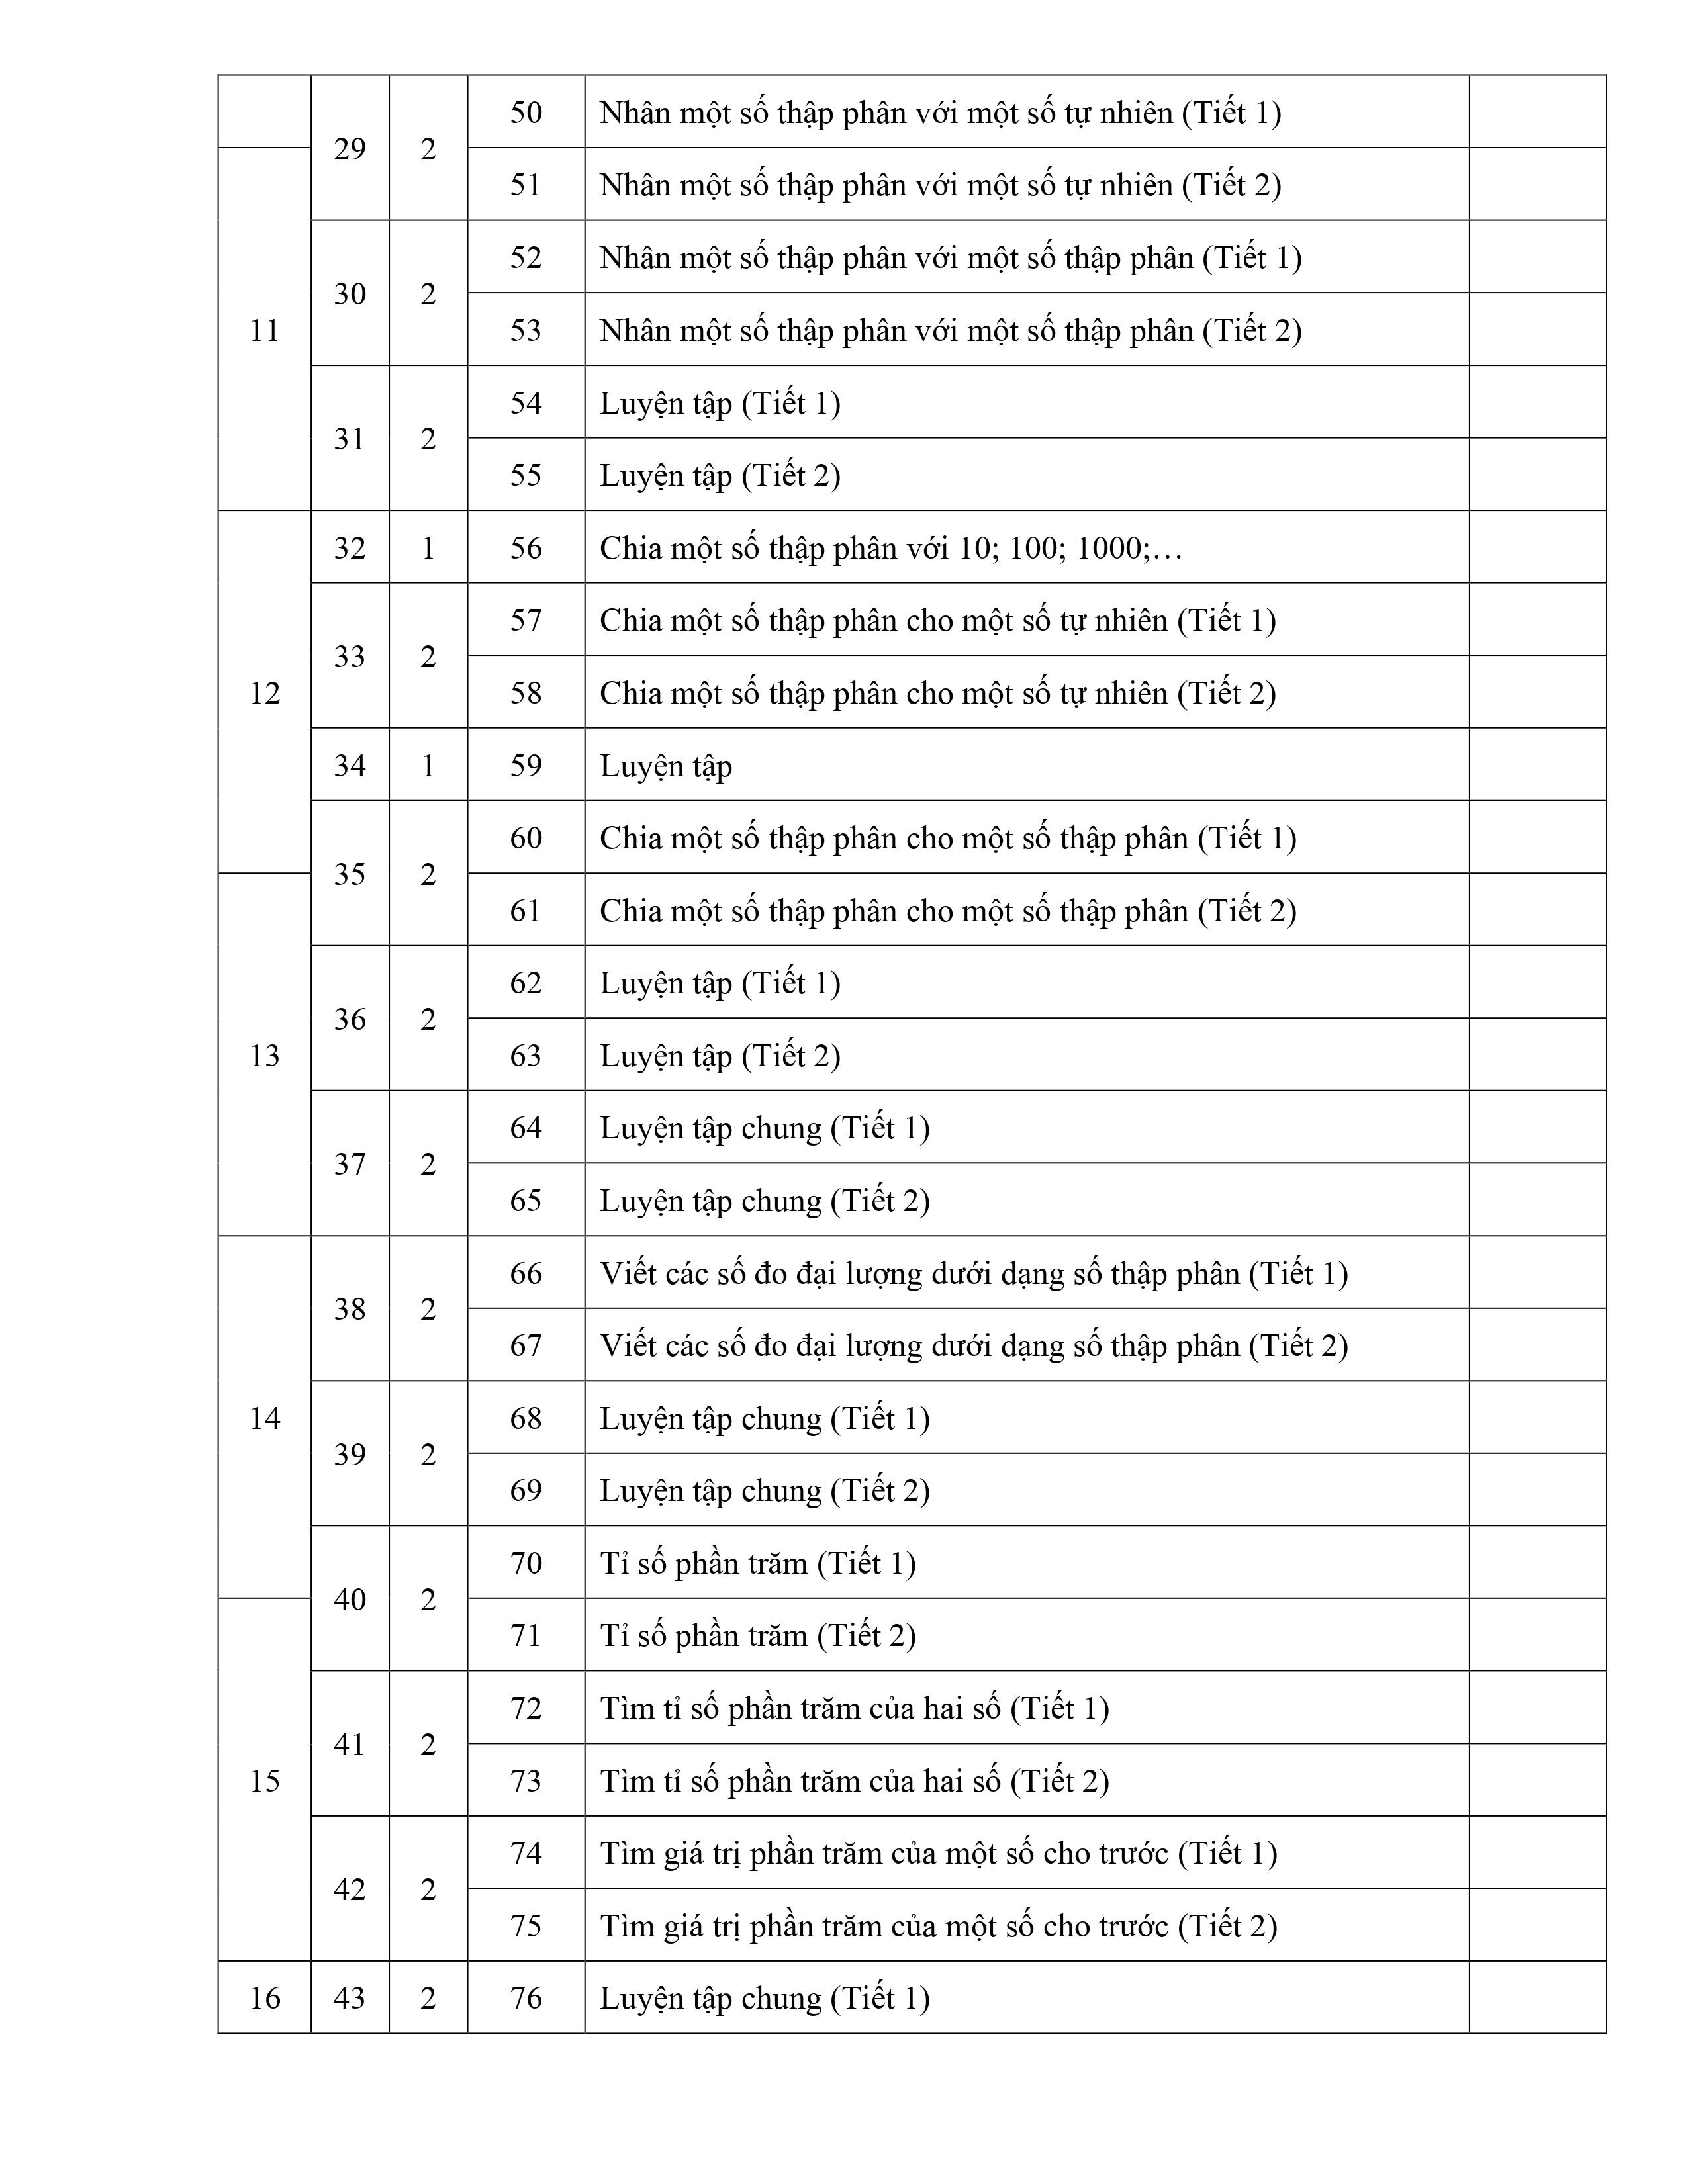 29 2 50 Nhân một số thập phân với một số tự nhiên (Tiết 1)
51 Nhân một số thập phân với một số tự nhiên (Tiết 2)
11 30 2 52 Nhân một số thập phân với một số thập phân (Tiết 1)
53 Nhân một số thập phân với một số thập phân (Tiết 2)
31 2 54 Luyện tập (Tiết 1)
55 Luyện tập (Tiết 2)
12 32 1 56 Chia một số thập phân với 10; 100; 1000;…
33 2 57 Chia một số thập phân cho một số tự nhiên (Tiết 1)
58 Chia một số thập phân cho một số tự nhiên (Tiết 2)
34 1 59 Luyện tập
35 2 60 Chia một số thập phân cho một số thập phân (Tiết 1)
61 Chia một số thập phân cho một số thập phân (Tiết 2)
13 36 2 62 Luyện tập (Tiết 1)
63 Luyện tập (Tiết 2)
37 2 64 Luyện tập chung (Tiết 1)
65 Luyện tập chung (Tiết 2)
14 38 2 66 Viết các số đo đại lượng dưới dạng số thập phân (Tiết 1)
67 Viết các số đo đại lượng dưới dạng số thập phân (Tiết 2)
39 2 68 Luyện tập chung (Tiết 1)
69 Luyện tập chung (Tiết 2)
40 2 70 Tỉ số phần trăm (Tiết 1)
71 Tỉ số phần trăm (Tiết 2)
15 41 2 72 Tìm tỉ số phần trăm của hai số (Tiết 1)
73 Tìm tỉ số phần trăm của hai số (Tiết 2)
42 2 74 Tìm giá trị phần trăm của một số cho trước (Tiết 1)
75 Tìm giá trị phần trăm của một số cho trước (Tiết 2)
16 43 2 76 Luyện tập chung (Tiết 1)